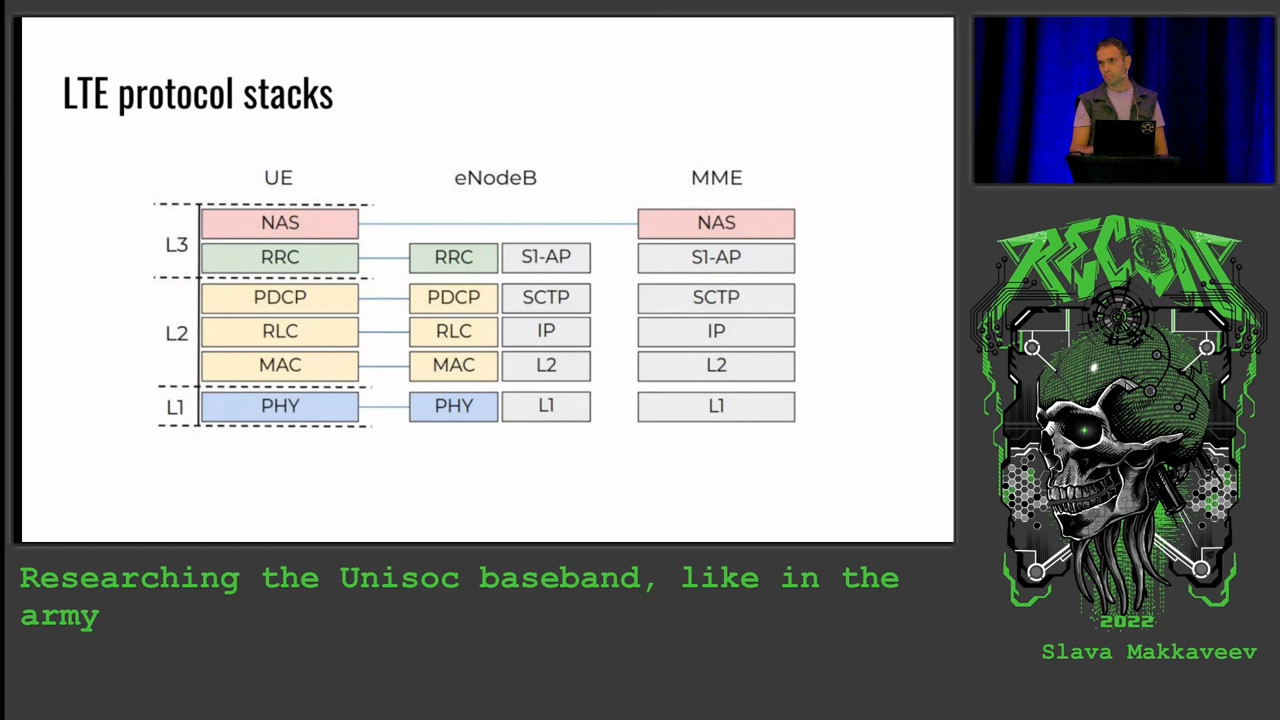 LTE protocol stacks
UE eNodeB MME
L3
NAS NAS
RRC RRC S1-AP S1-AP
L2
PDCP PDCP SCTP SCTP
RLC RLC IP IP
MAC MAC L2 L2
L1
PHY PHY L1 L1
RECON
2022
Researching the Unisoc baseband, like in the
army
Slava Makkaveev